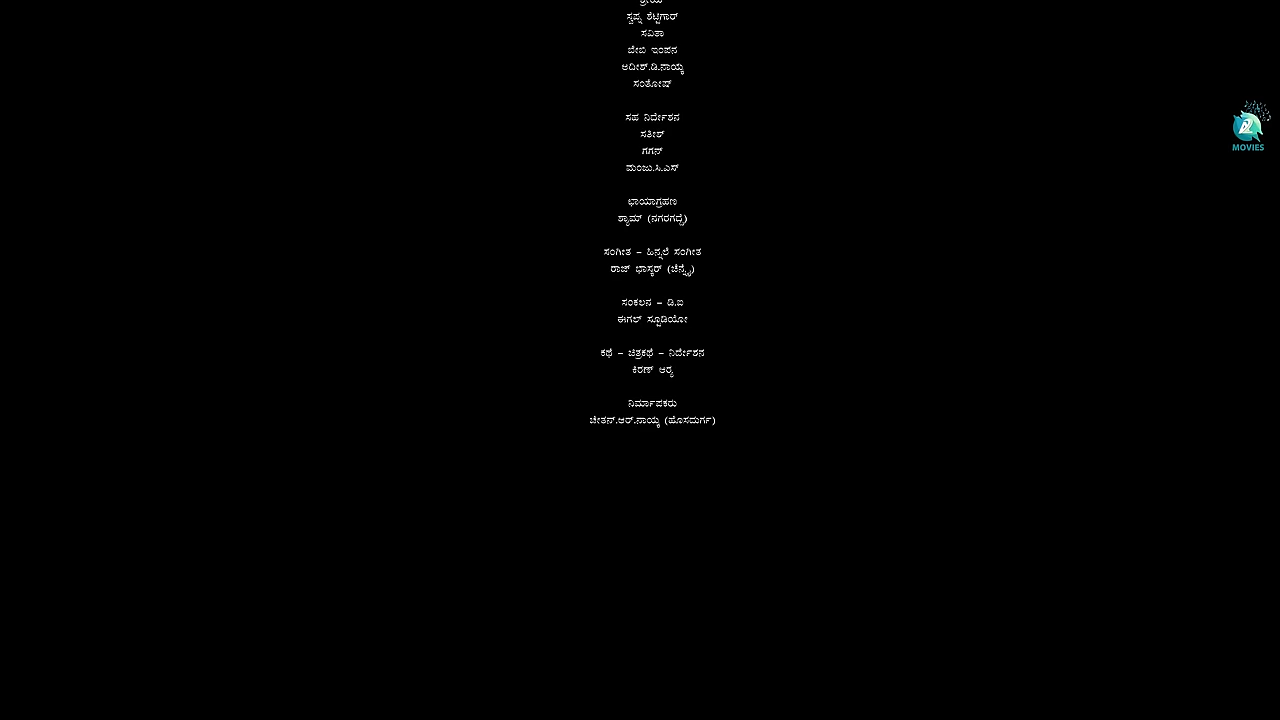 ಸ್ವಪ್ನ ಶೆಟ್ಟಿಗಾರ್
ಸವಿತಾ
ಬೇಬಿ ಇಂಪನ
ಆದೀಶ್.ಡಿ.ನಾಯ್ಕ
ಸಂತೋಷ್
ಸಹ ನಿರ್ದೇಶನ
ಸತೀಶ್
ಗಗನ್
ಮಂಜು.ಸಿ.ಎಸ್
ಛಾಯಾಗ್ರಹಣ
ಶ್ಯಾಮ್ (ನಗರಗದ್ದೆ)
ಸಂಗೀತ – ಹಿನ್ನಲೆ ಸಂಗೀತ
ರಾಜ್ ಭಾಸ್ಕರ್ (ಚೆನ್ನೈ)
ಸಂಕಲನ – ಡಿ.ಐ
ಈಗಲ್ ಸ್ಟೂಡಿಯೋ
ಕಥೆ – ಚಿತ್ರಕಥೆ – ನಿರ್ದೇಶನ
ಕಿರಣ್ ಆರ‍್ಯ
ನಿರ್ಮಾಪಕರು
ಚೇತನ್.ಆರ್.ನಾಯ್ಕ (ಹೊಸದುರ್ಗ)
MOVIES